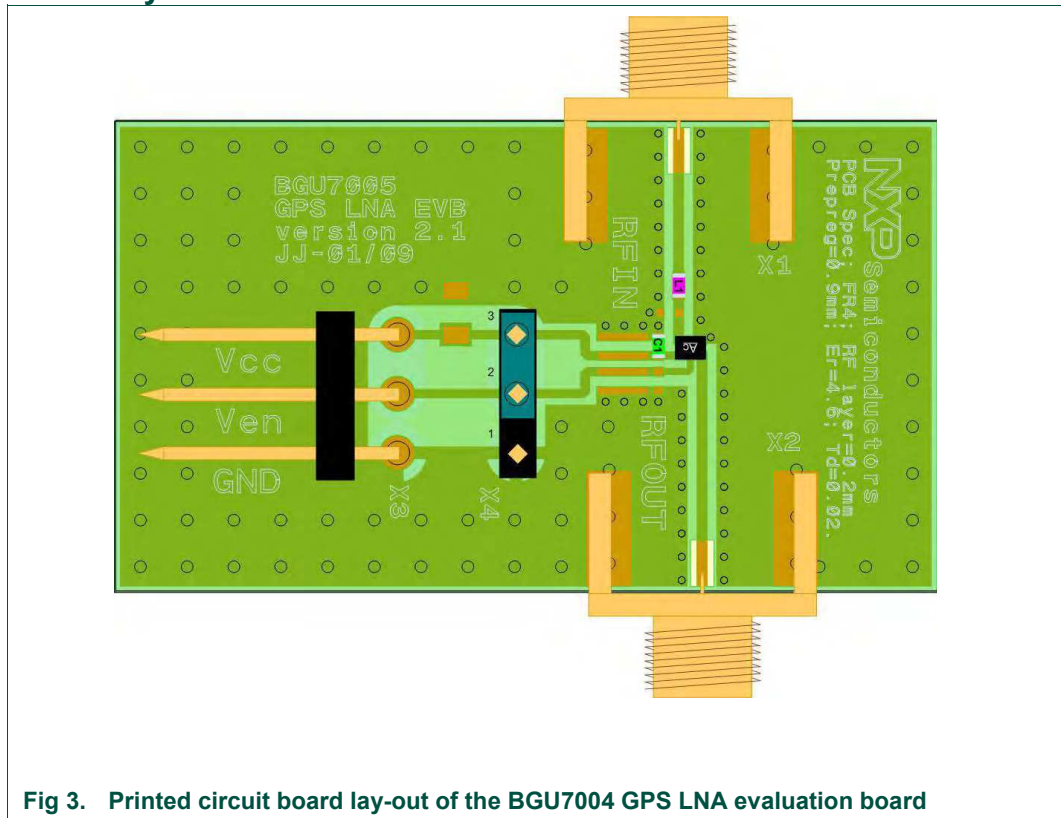 BGU7005
GPS LNA EVB
version 2.1
JJ-01/09
RFIN
X1
NXP Semiconductors
PCB Spec: FR4; RF layer=0.2mm
Prepreg=0.9mm; Er=4.6; Td=0.02.
L1
C1
Ac
3
2
1
Vcc
Ven
GND
X3
X4
RFOUT
X2
Fig 3. Printed circuit board lay-out of the BGU7004 GPS LNA evaluation board